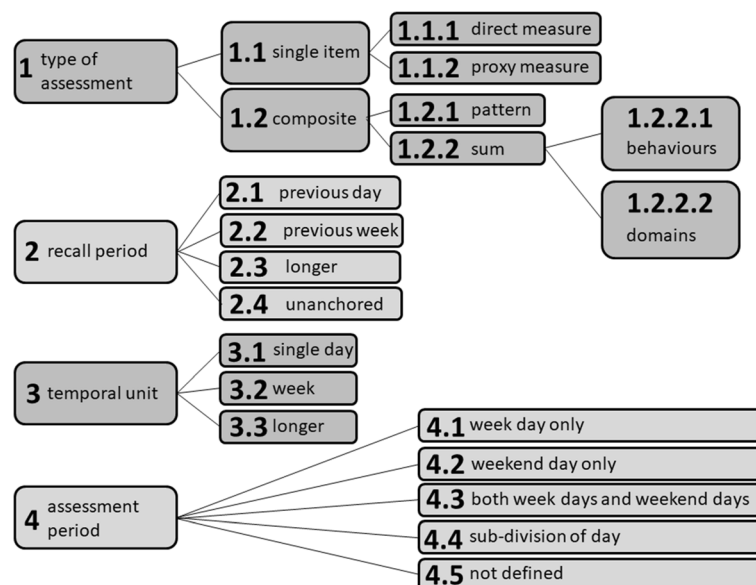 1 type of
assessment
1.1 single item
1.1.1 direct measure
1.1.2 proxy measure
1.2 composite
1.2.1 pattern
1.2.2 sum
1.2.2.1
behaviours
1.2.2.2
domains
2 recall period
2.1 previous day
2.2 previous week
2.3 longer
2.4 unanchored
3 temporal unit
3.1 single day
3.2 week
3.3 longer
4 assessment
period
4.1 week day only
4.2 weekend day only
4.3 both week days and weekend days
4.4 sub-division of day
4.5 not defined